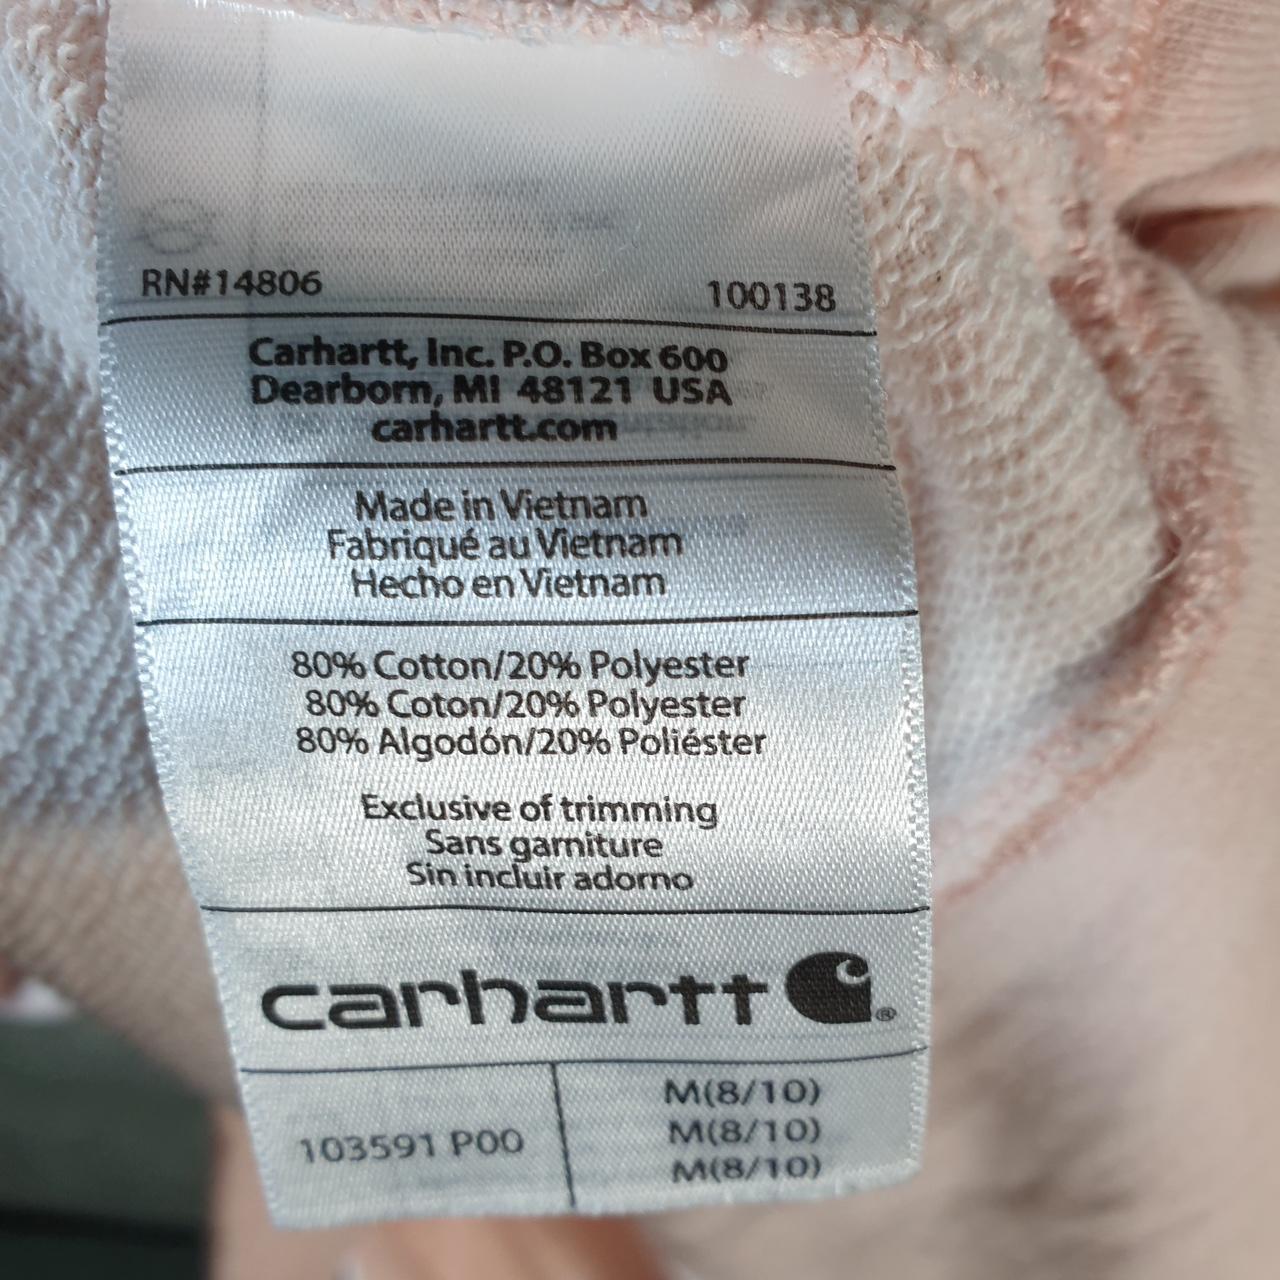 RN#14806 100138
Carhartt, Inc. P.O. Box 600
Dearborn, MI 48121 USA
carhartt.com
Made in Vietnam
Fabriqué au Vietnam
Hecho en Vietnam
80% Cotton/20% Polyester
80% Coton/20% Polyester
80% Algodón/20% Poliéster
Exclusive of trimming
Sans garniture
Sin incluir adorno
carhartt ®
103591 P00
M(8/10)
M(8/10)
M(8/10)